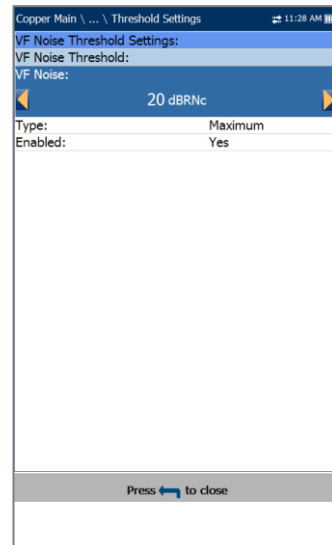 Copper Main \ ... \ Threshold Settings 11:28 AM
VF Noise Threshold Settings:
VF Noise Threshold:
VF Noise:
20 dBRNc
Type: Maximum
Enabled: Yes
Press to close